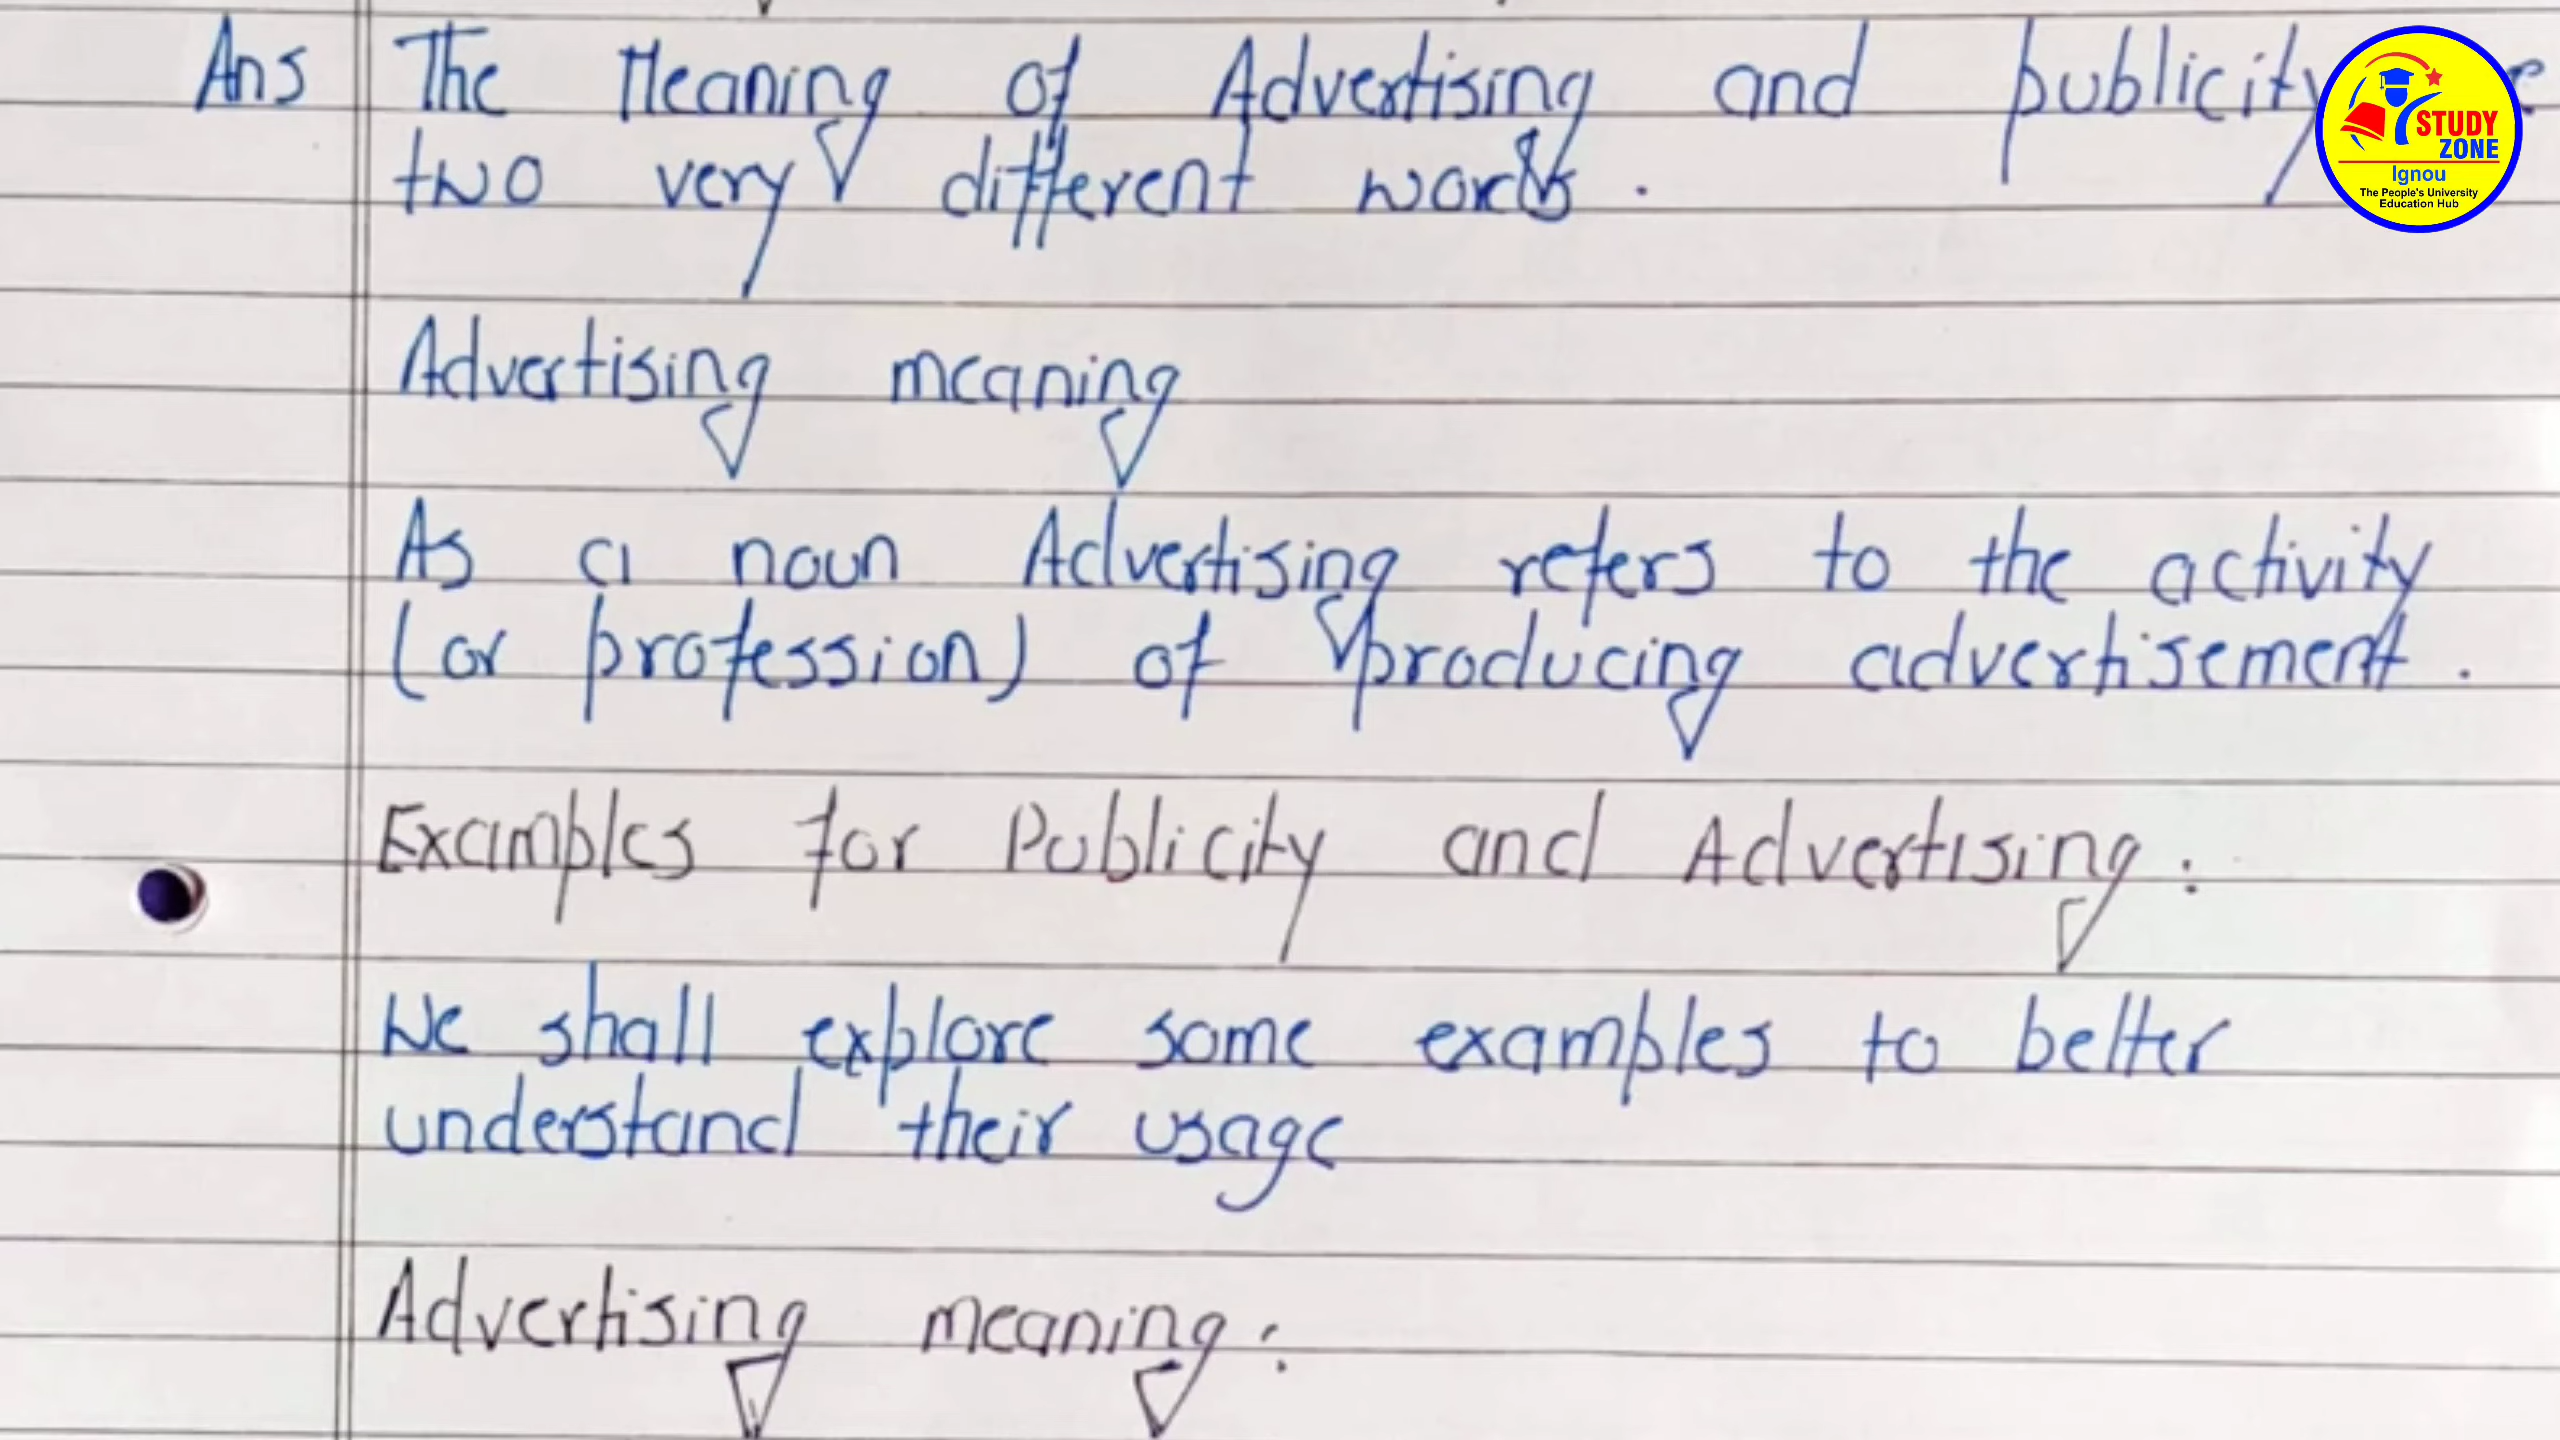 Ans The Meaning of Advertising and publicity
two very different words.
Advertising meaning
As a noun Advertising refers to the activity
(or profession) of producing advertisement.
Examples for Publicity and Advertising:
We shall explore some examples to better
understand their usage
Advertising meaning:
STUDY
ZONE
Ignou
The People's University
Education Hub